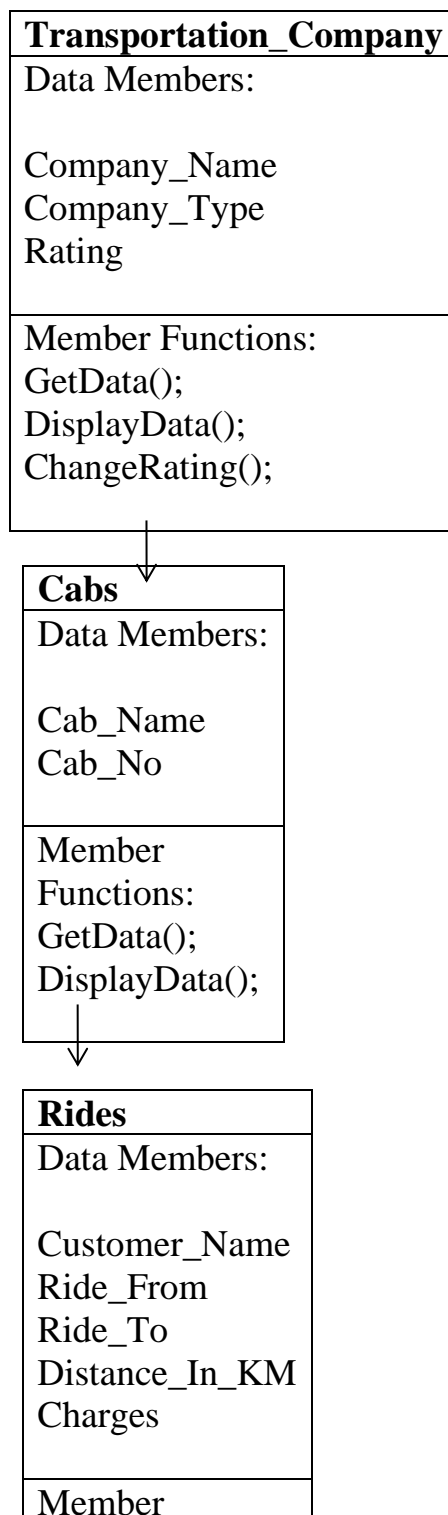 Transportation_Company
Data Members:
Company_Name
Company_Type
Rating
Member Functions:
GetData();
DisplayData();
ChangeRating();
Cabs
Data Members:
Cab_Name
Cab_No
Member
Functions:
GetData();
DisplayData();
Rides
Data Members:
Customer_Name
Ride_From
Ride_To
Distance_In_KM
Charges
Member